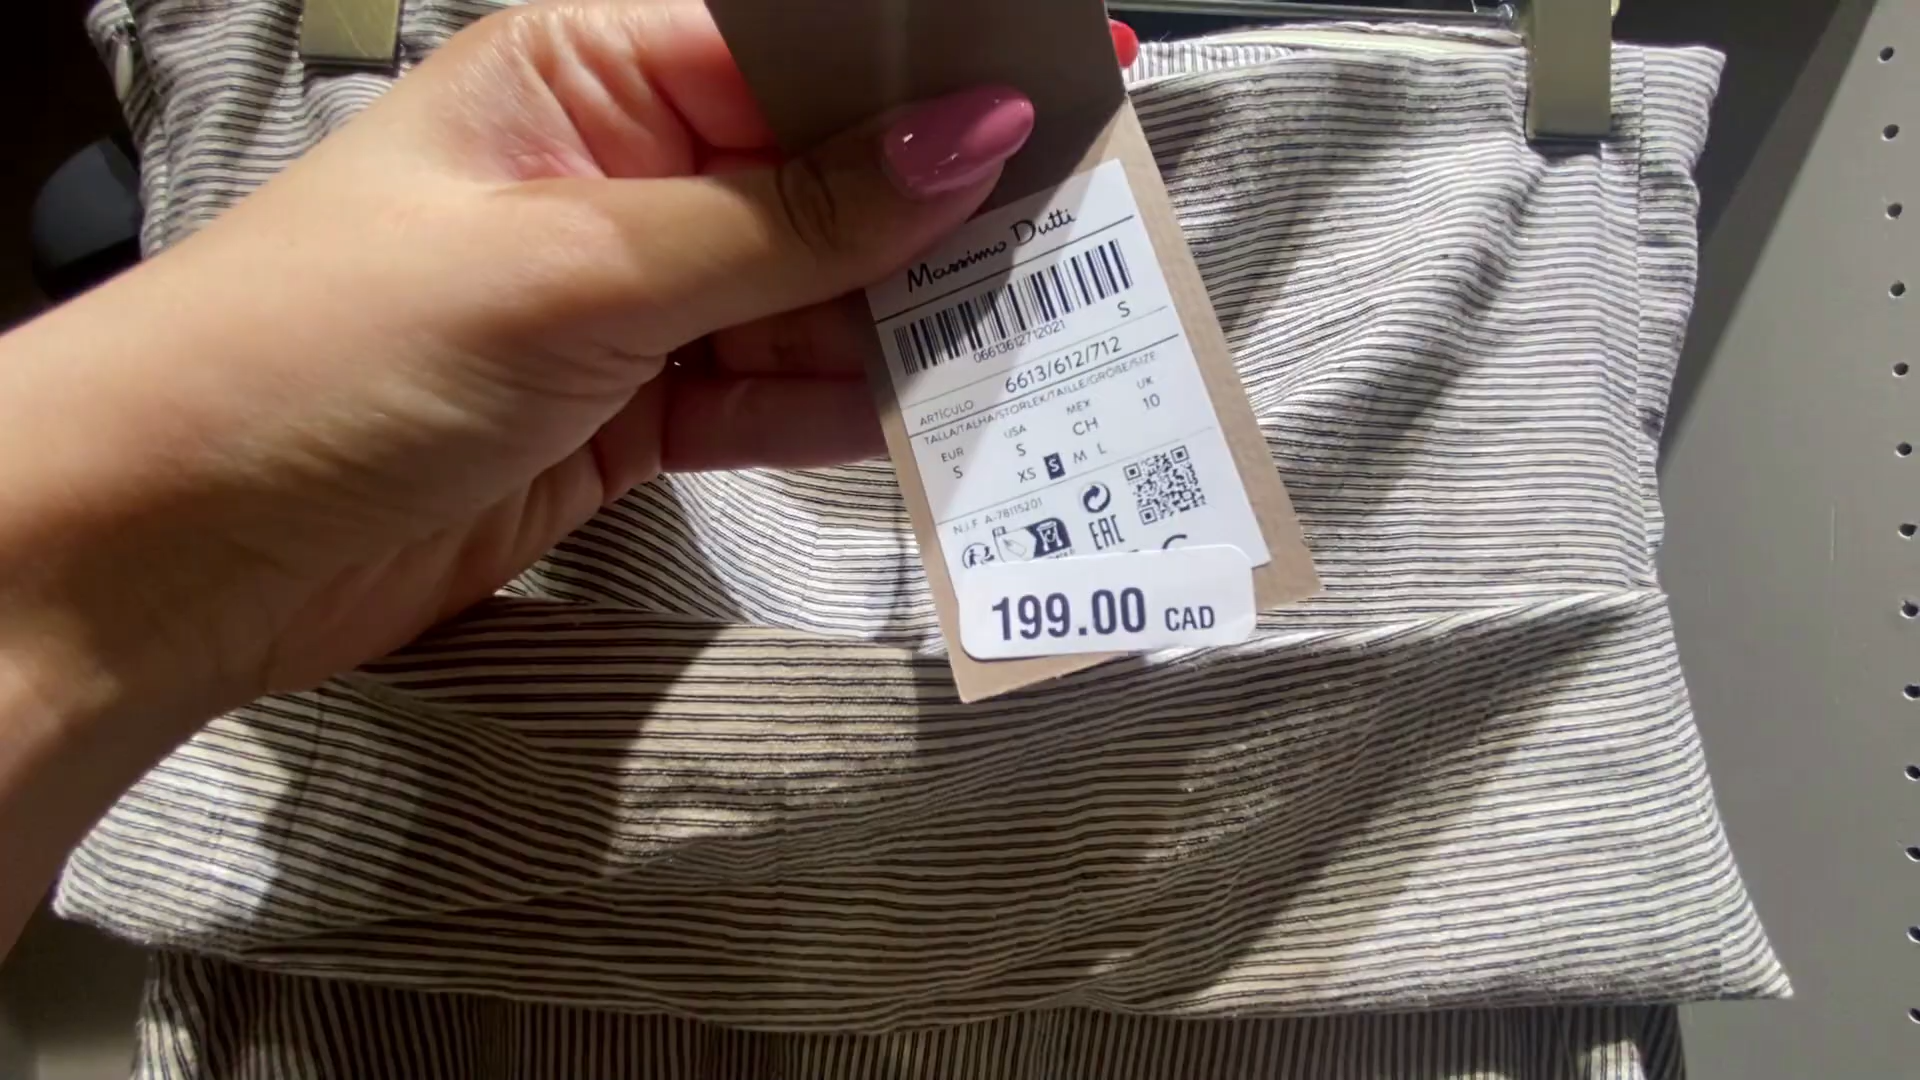 Massimo Dutti
S
06613612712021
ARTÍCULO 6613/612/712
TALLA/TALHA/STORLEK/TAILLE/GRÖßE/SIZE
EUR USA MEX UK
S S CH 10
XS S M L
N.I.F. A-78115201
EAC
199.00 CAD